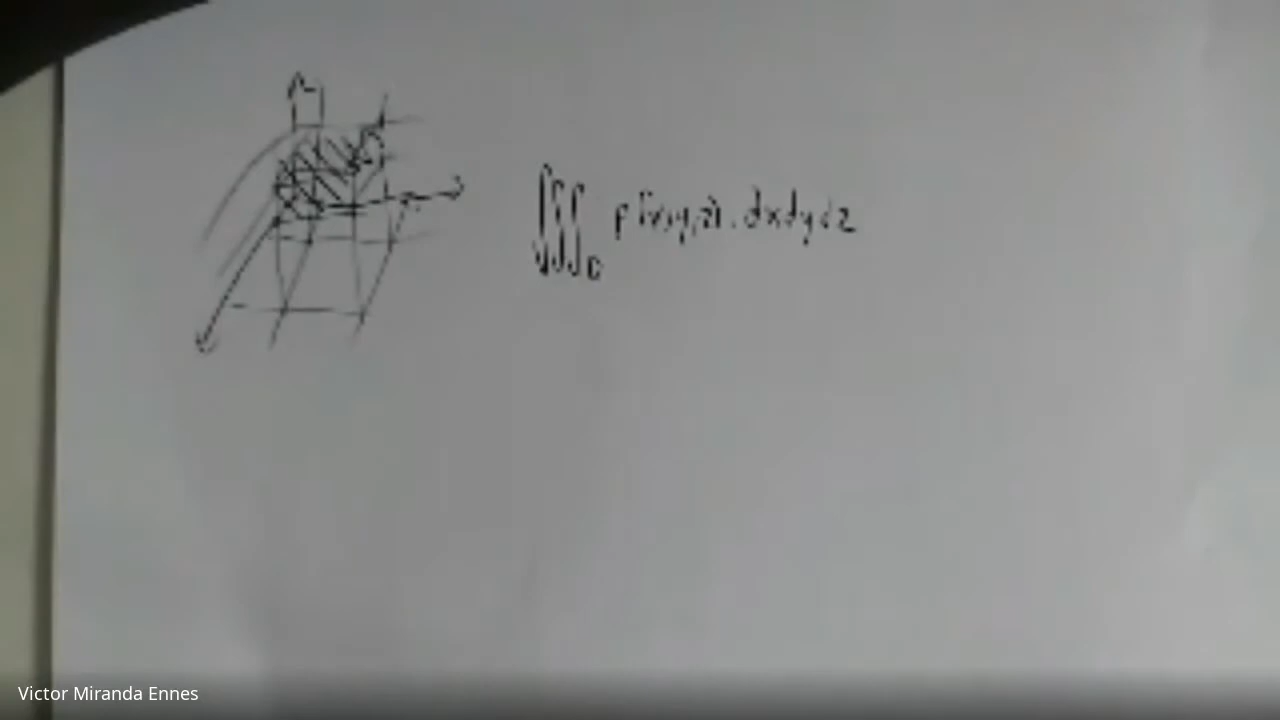 ∭_D ρ(x,y,z). dxdydz
Victor Miranda Ennes